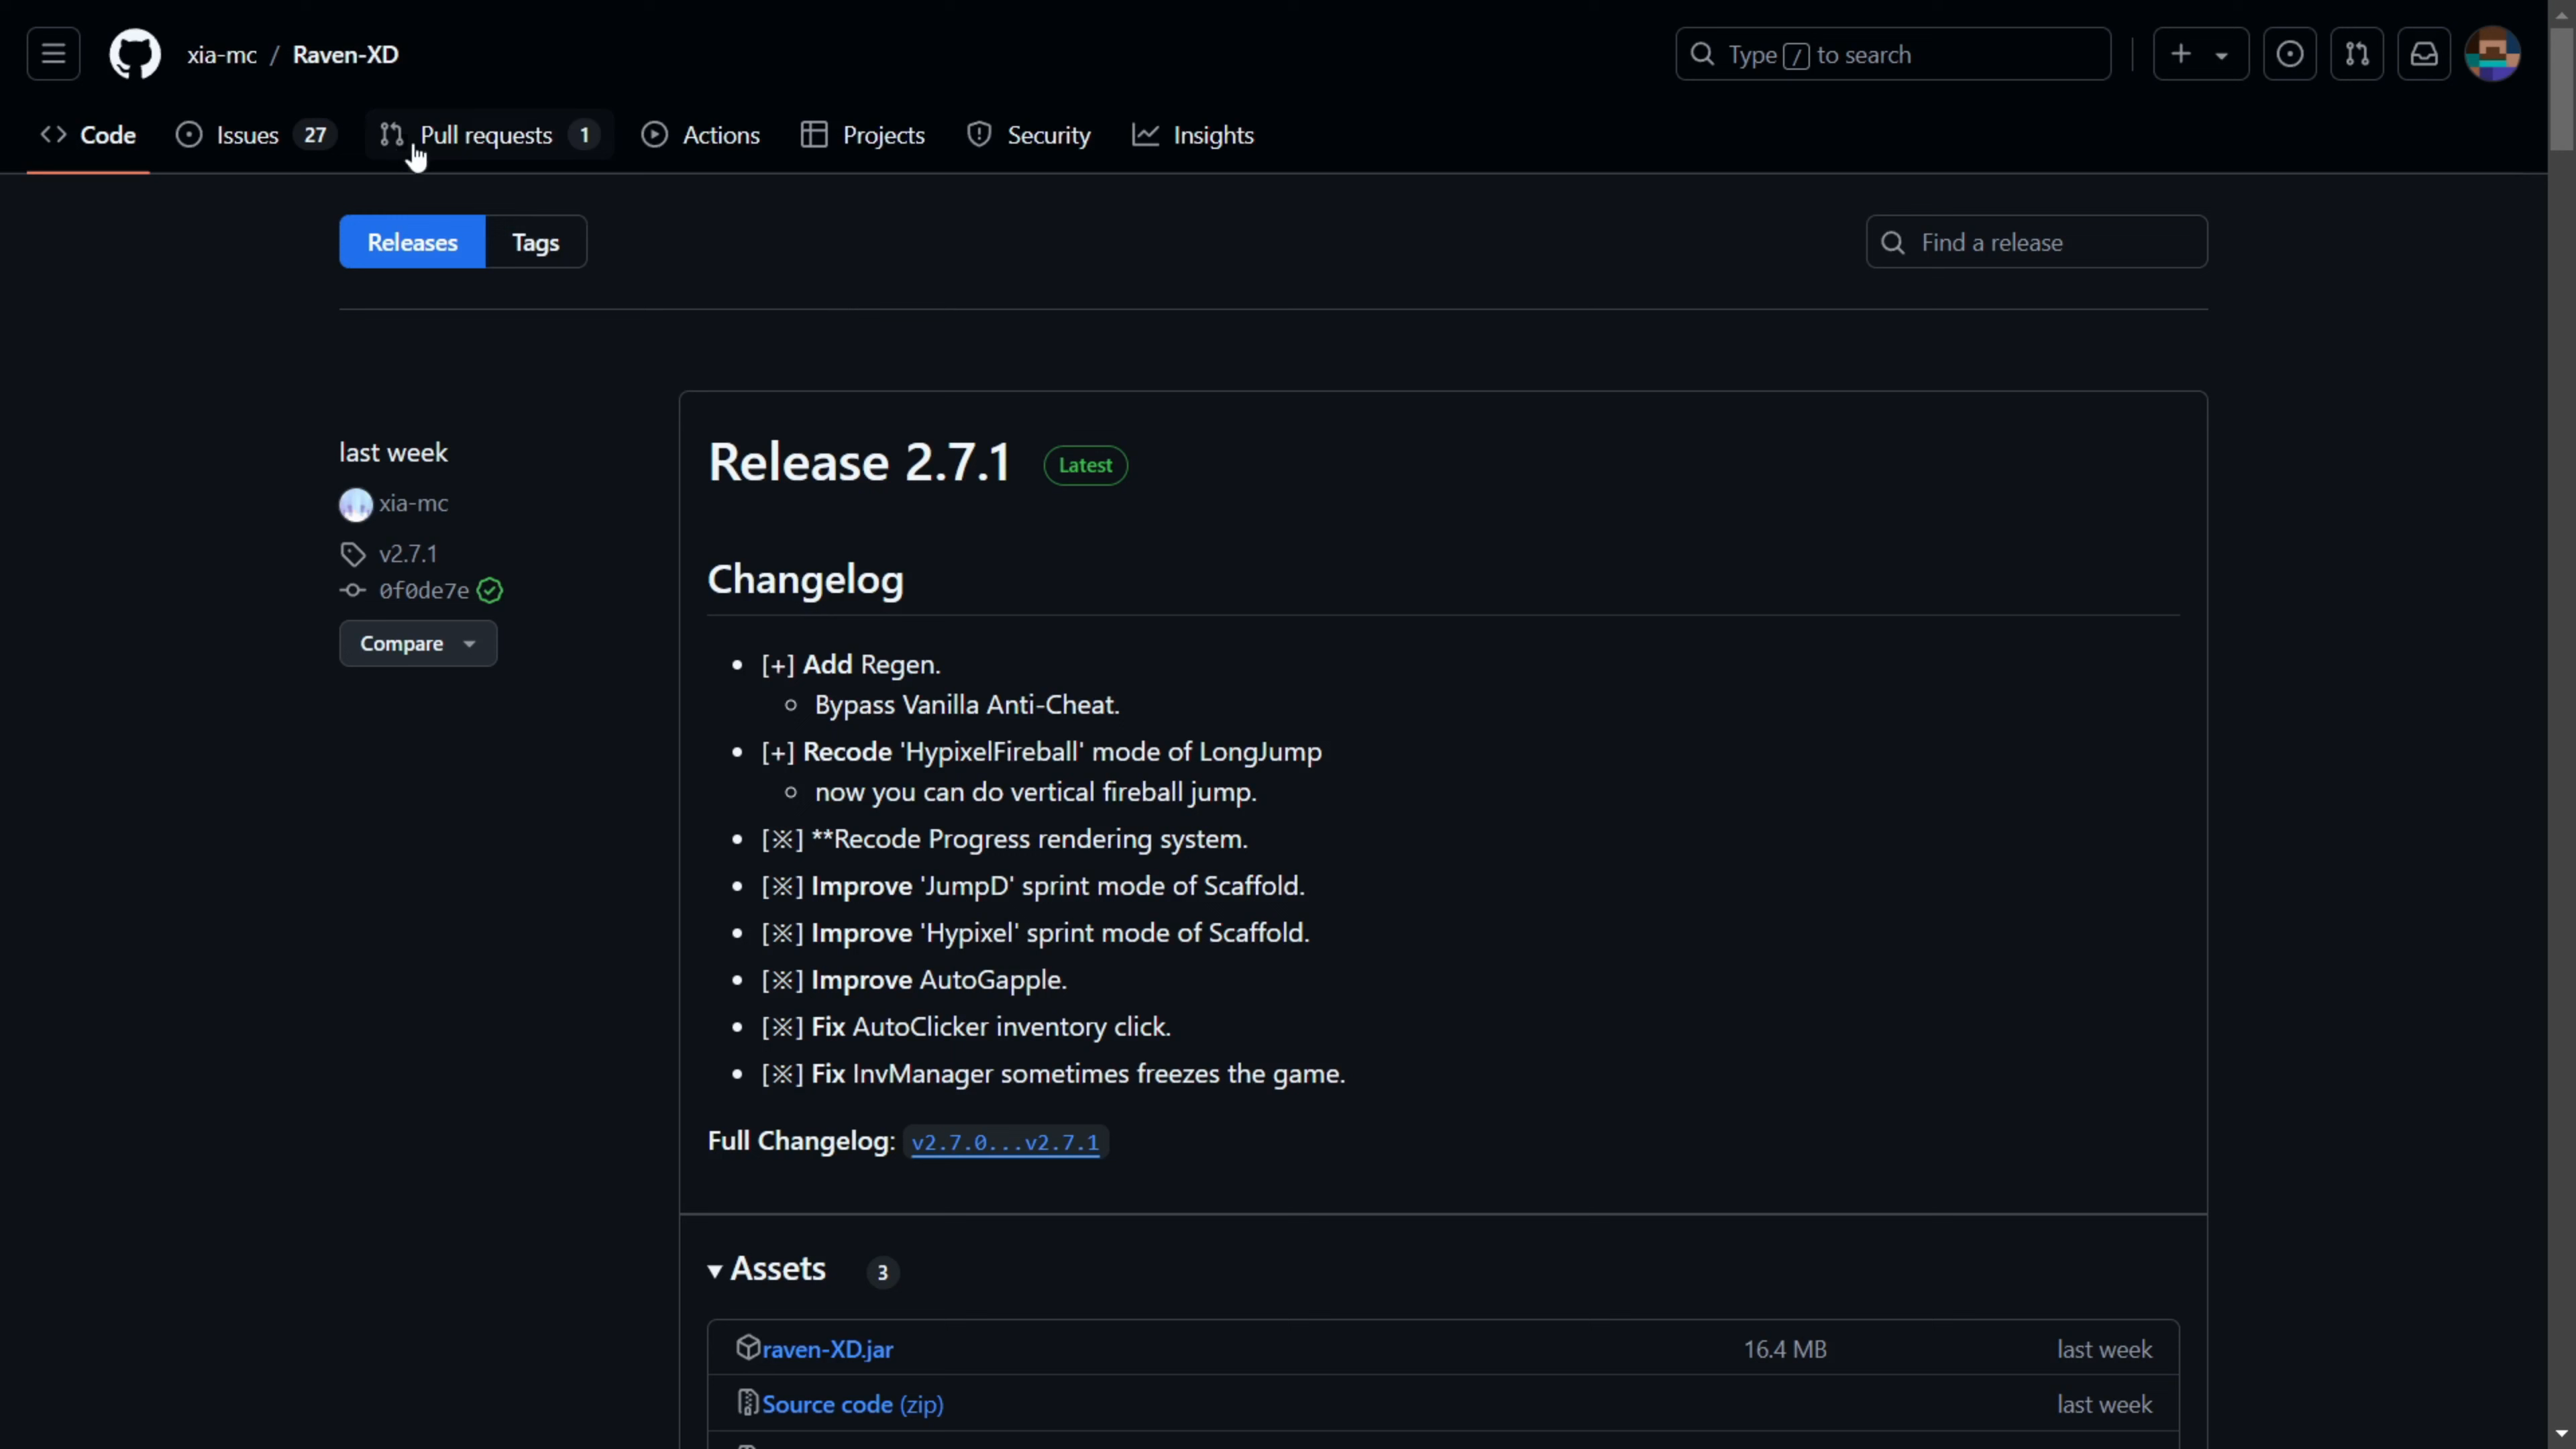 xia-mc / Raven-XD
Type / to search
Code
Issues 27
Pull requests 1
Actions
Projects
Security
Insights
Releases
Tags
Find a release
last week
xia-mc
v2.7.1
0f0de7e
Compare
Release 2.7.1 Latest
Changelog
[+] Add Regen.
Bypass Vanilla Anti-Cheat.
[+] Recode 'HypixelFireball' mode of LongJump
now you can do vertical fireball jump.
[※] **Recode Progress rendering system.
[※] Improve 'JumpD' sprint mode of Scaffold.
[※] Improve 'Hypixel' sprint mode of Scaffold.
[※] Improve AutoGapple.
[※] Fix AutoClicker inventory click.
[※] Fix InvManager sometimes freezes the game.
Full Changelog: v2.7.0...v2.7.1
Assets 3
raven-XD.jar 16.4 MB last week
Source code (zip) last week